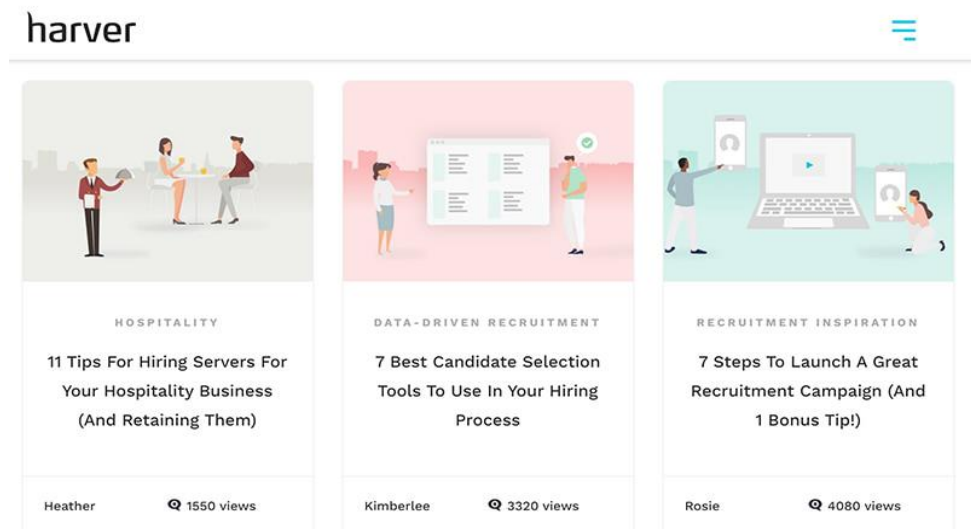 harver
HOSPITALITY
11 Tips For Hiring Servers For
Your Hospitality Business
(And Retaining Them)
Heather
1550 views
DATA-DRIVEN RECRUITMENT
7 Best Candidate Selection
Tools To Use In Your Hiring
Process
Kimberlee
3320 views
RECRUITMENT INSPIRATION
7 Steps To Launch A Great
Recruitment Campaign (And
1 Bonus Tip!)
Rosie
4080 views